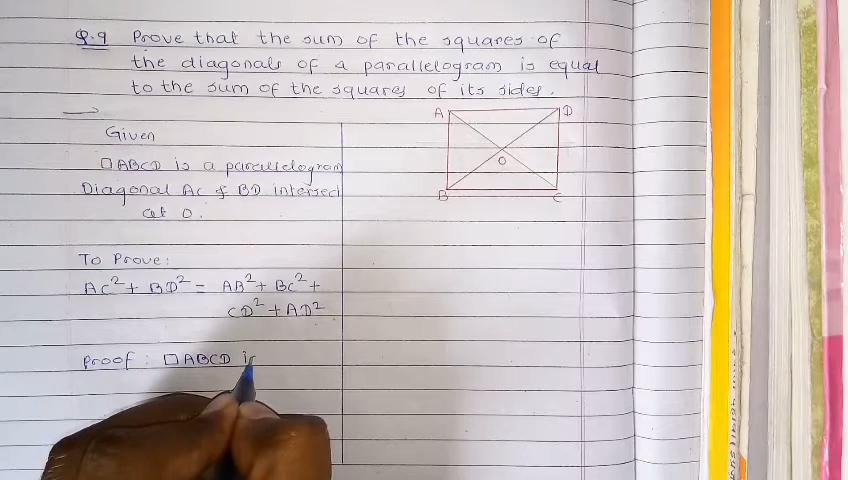 Q.9 Prove that the sum of the squares of
the diagonals of a parallelogram is equal
to the sum of the squares of its sides.
Given
□ABCD is a parallelogram
Diagonal AC & BD intersect
at O.
To Prove:
AC² + BD² = AB² + BC² +
CD² + AD²
Proof : □ABCD i
A D
O
B C